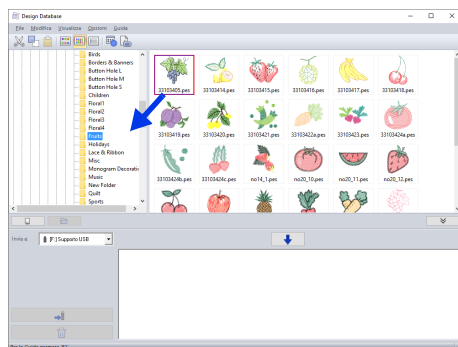 Design Database
File Modifica Visualizza Opzioni Guida
Birds
Borders & Banners
Button Hole L
Button Hole M
Button Hole S
Children
Floral1
Floral2
Floral3
Floral4
Fruits
Holidays
Lace & Ribbon
Misc
Monogram Decorativ
Music
New Folder
Quilt
Sports
33103405.pes 33103414.pes 33103415.pes 33103416.pes 33103417.pes 33103418.pes
33103419.pes 33103420.pes 33103421.pes 33103422a.pes 33103423.pes 33103424a.pes
33103424b.pes 33103424c.pes no14_1.pes no20_10.pes no20_11.pes no20_12.pes
Invia a: [F:] Supporto USB